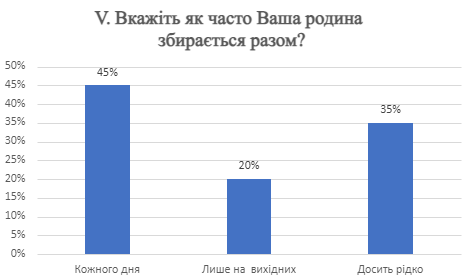 V. Вкажіть як часто Ваша родина
збирається разом?
50%
45%
40%
35%
30%
25%
20%
15%
10%
5%
0%
45%
20%
35%
Кожного дня
Лише на вихідних
Досить рідко